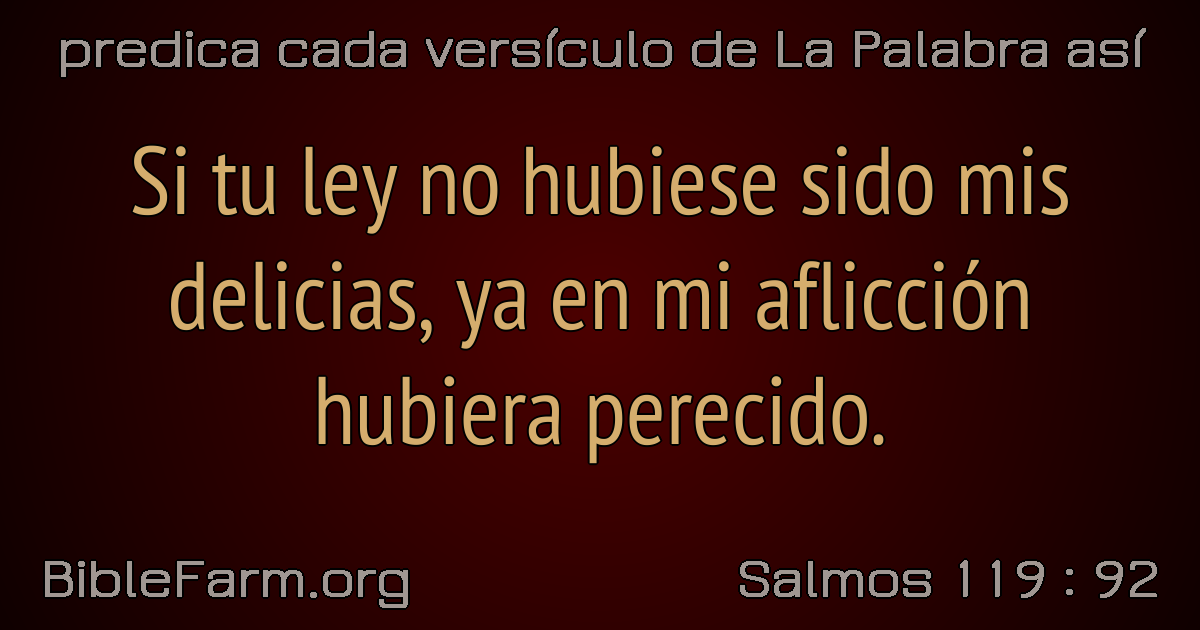 predica cada versículo de La Palabra así
Si tu ley no hubiese sido mis
delicias, ya en mi aflicción
hubiera perecido.
BibleFarm.org
Salmos 119 : 92